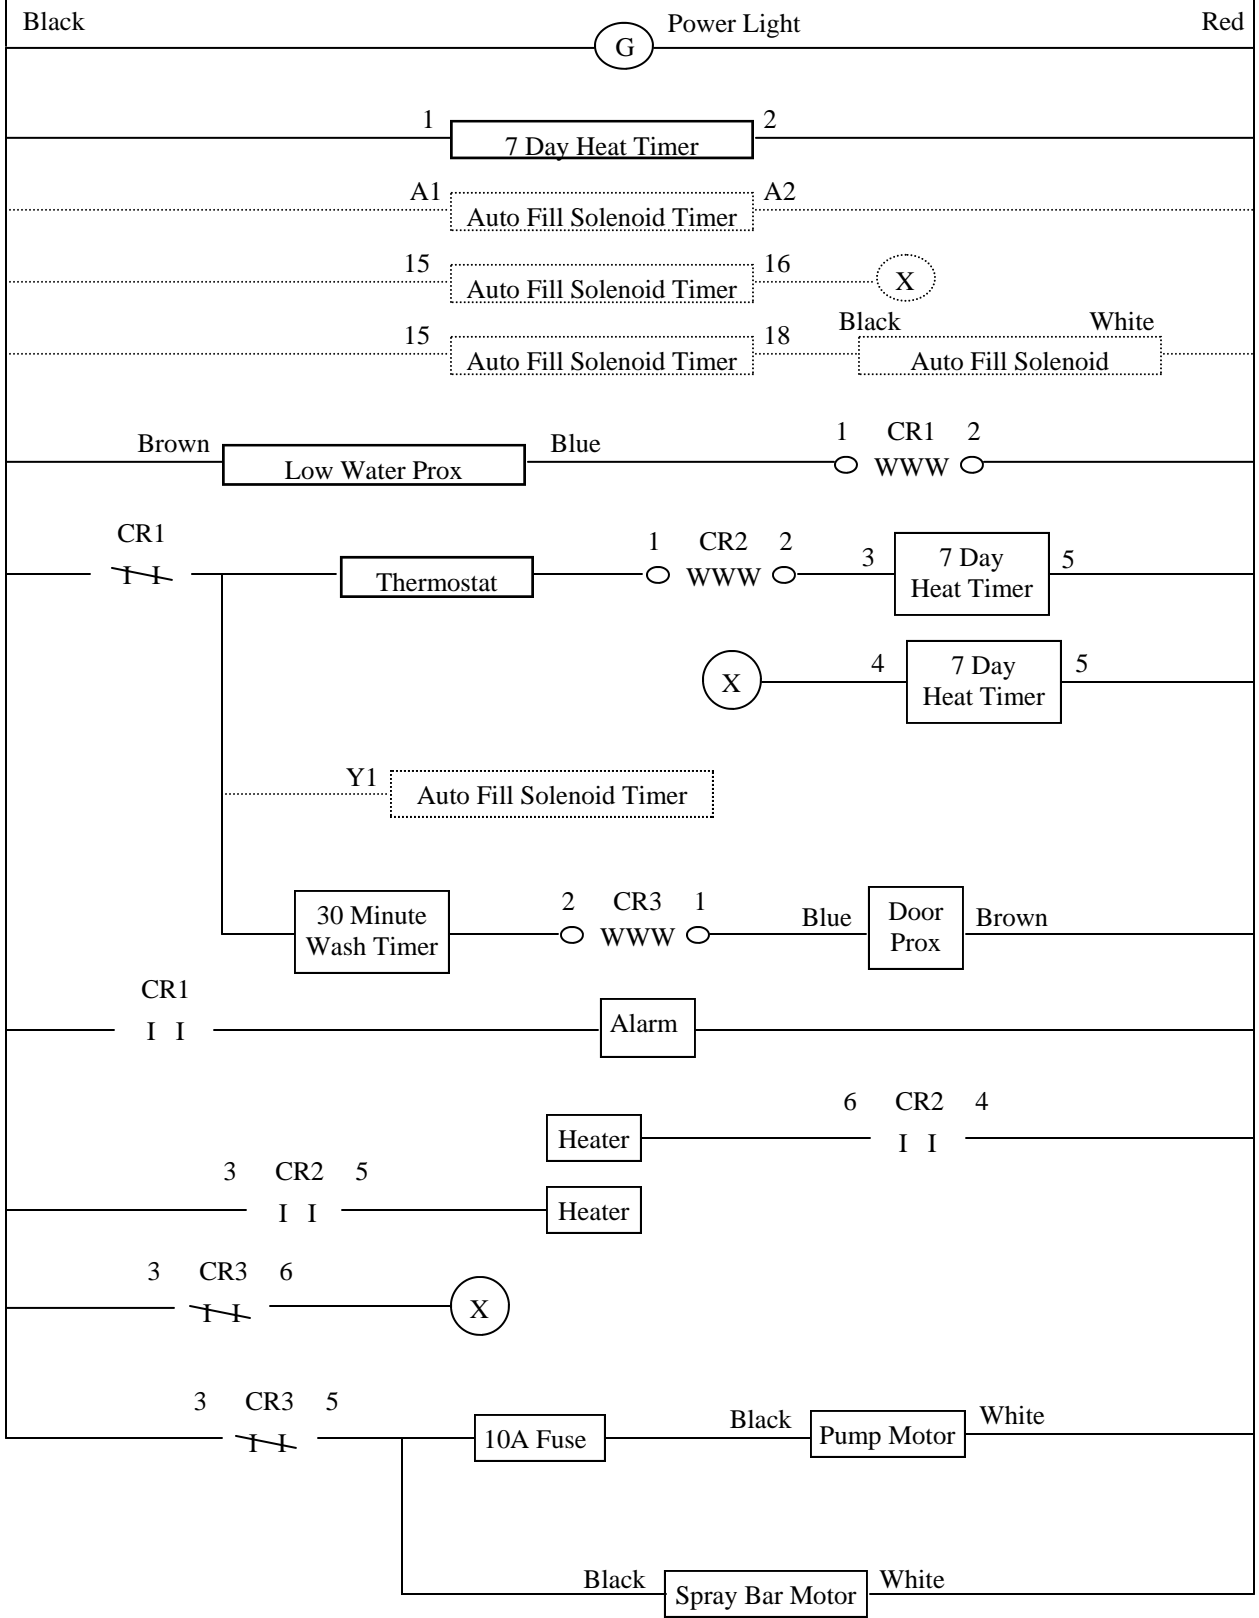 Black Power Light Red
G
1 2
7 Day Heat Timer
A1 A2
Auto Fill Solenoid Timer
15 16
Auto Fill Solenoid Timer X
Black White
15 18
Auto Fill Solenoid Timer Auto Fill Solenoid
1 CR1 2
Brown Blue
Low Water Prox WWW
CR1
1 CR2 2
I I
Thermostat WWW
3 7 Day 5
Heat Timer
X 4 7 Day 5
Heat Timer
Y1
Auto Fill Solenoid Timer
2 CR3 1
30 Minute
Wash Timer
WWW
Blue Door Brown
Prox
CR1
I I
Alarm
6 CR2 4
Heater I I
3 CR2 5
I I Heater
3 CR3 6
I I X
3 CR3 5
I I
10A Fuse Black Pump Motor White
Black Spray Bar Motor White